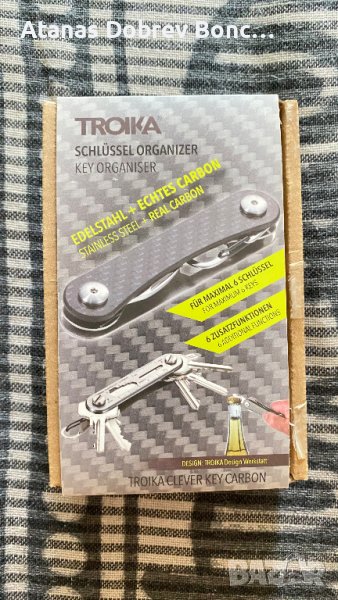 Atanas Dobrev Bonc...
TROIKA
SCHLÜSSEL ORGANIZER
KEY ORGANISER
EDELSTAHL + ECHTES CARBON
STAINLESS STEEL + REAL CARBON
FÜR MAXIMAL 6 SCHLÜSSEL
FOR MAXIMUM 6 KEYS
6 ZUSATZFUNKTIONEN
6 ADDITIONAL FUNCTIONS
DESIGN: TROIKA Design Werkstatt
TROIKA CLEVER KEY CARBON
BAZAR